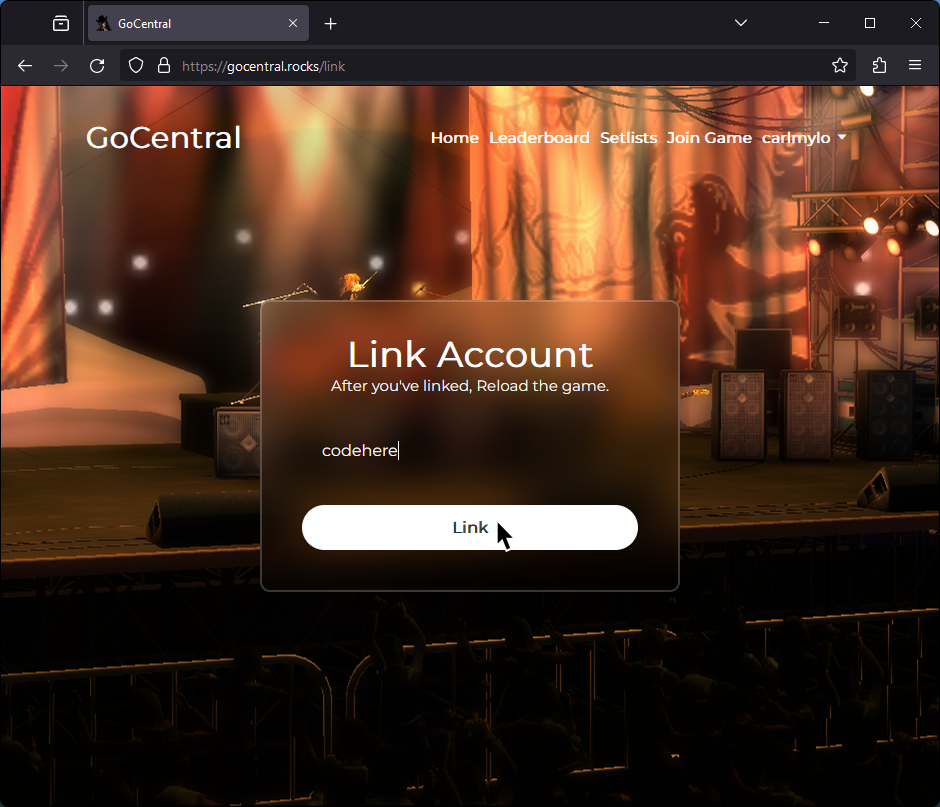 GoCentral
https://gocentral.rocks/link
GoCentral
Home Leaderboard Setlists Join Game carlmylo
Link Account
After you've linked, Reload the game.
codehere
Link